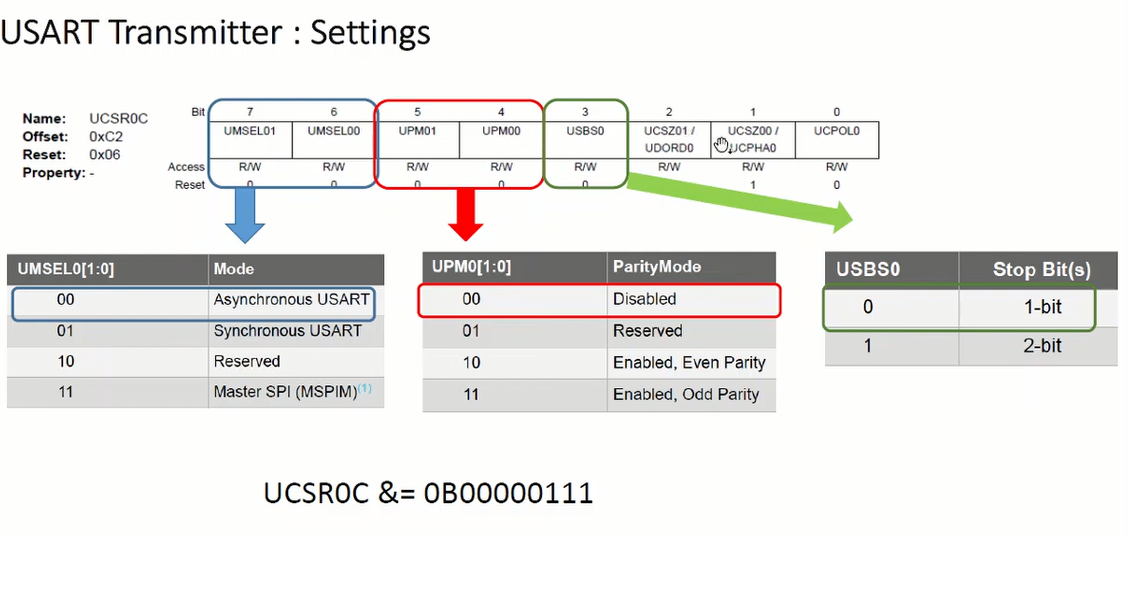 USART Transmitter : Settings
Name: UCSR0C
Offset: 0xC2
Reset: 0x06
Property: -
Bit 7 6 5 4 3 2 1 0
UMSEL01 UMSEL00 UPM01 UPM00 USBS0 UCSZ01 / UCSZ00 / UCPOL0
UDORD0 UCPHA0
Access R/W R/W R/W R/W R/W R/W R/W R/W
Reset 0 0 0 0 0 1 0
UMSEL0[1:0] Mode
00 Asynchronous USART
01 Synchronous USART
10 Reserved
11 Master SPI (MSPIM)(1)
UPM0[1:0] ParityMode
00 Disabled
01 Reserved
10 Enabled, Even Parity
11 Enabled, Odd Parity
USBS0 Stop Bit(s)
0 1-bit
1 2-bit
UCSR0C &= 0B00000111